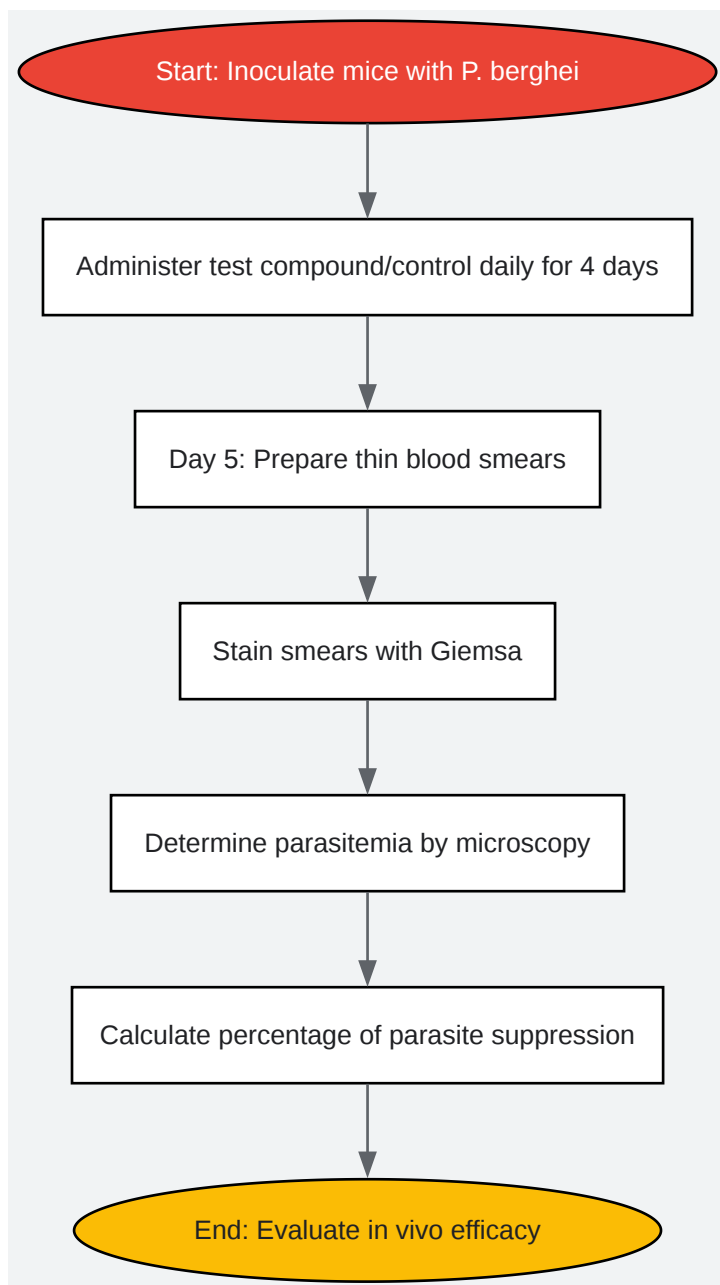 Start: Inoculate mice with P. berghei
Administer test compound/control daily for 4 days
Day 5: Prepare thin blood smears
Stain smears with Giemsa
Determine parasitemia by microscopy
Calculate percentage of parasite suppression
End: Evaluate in vivo efficacy